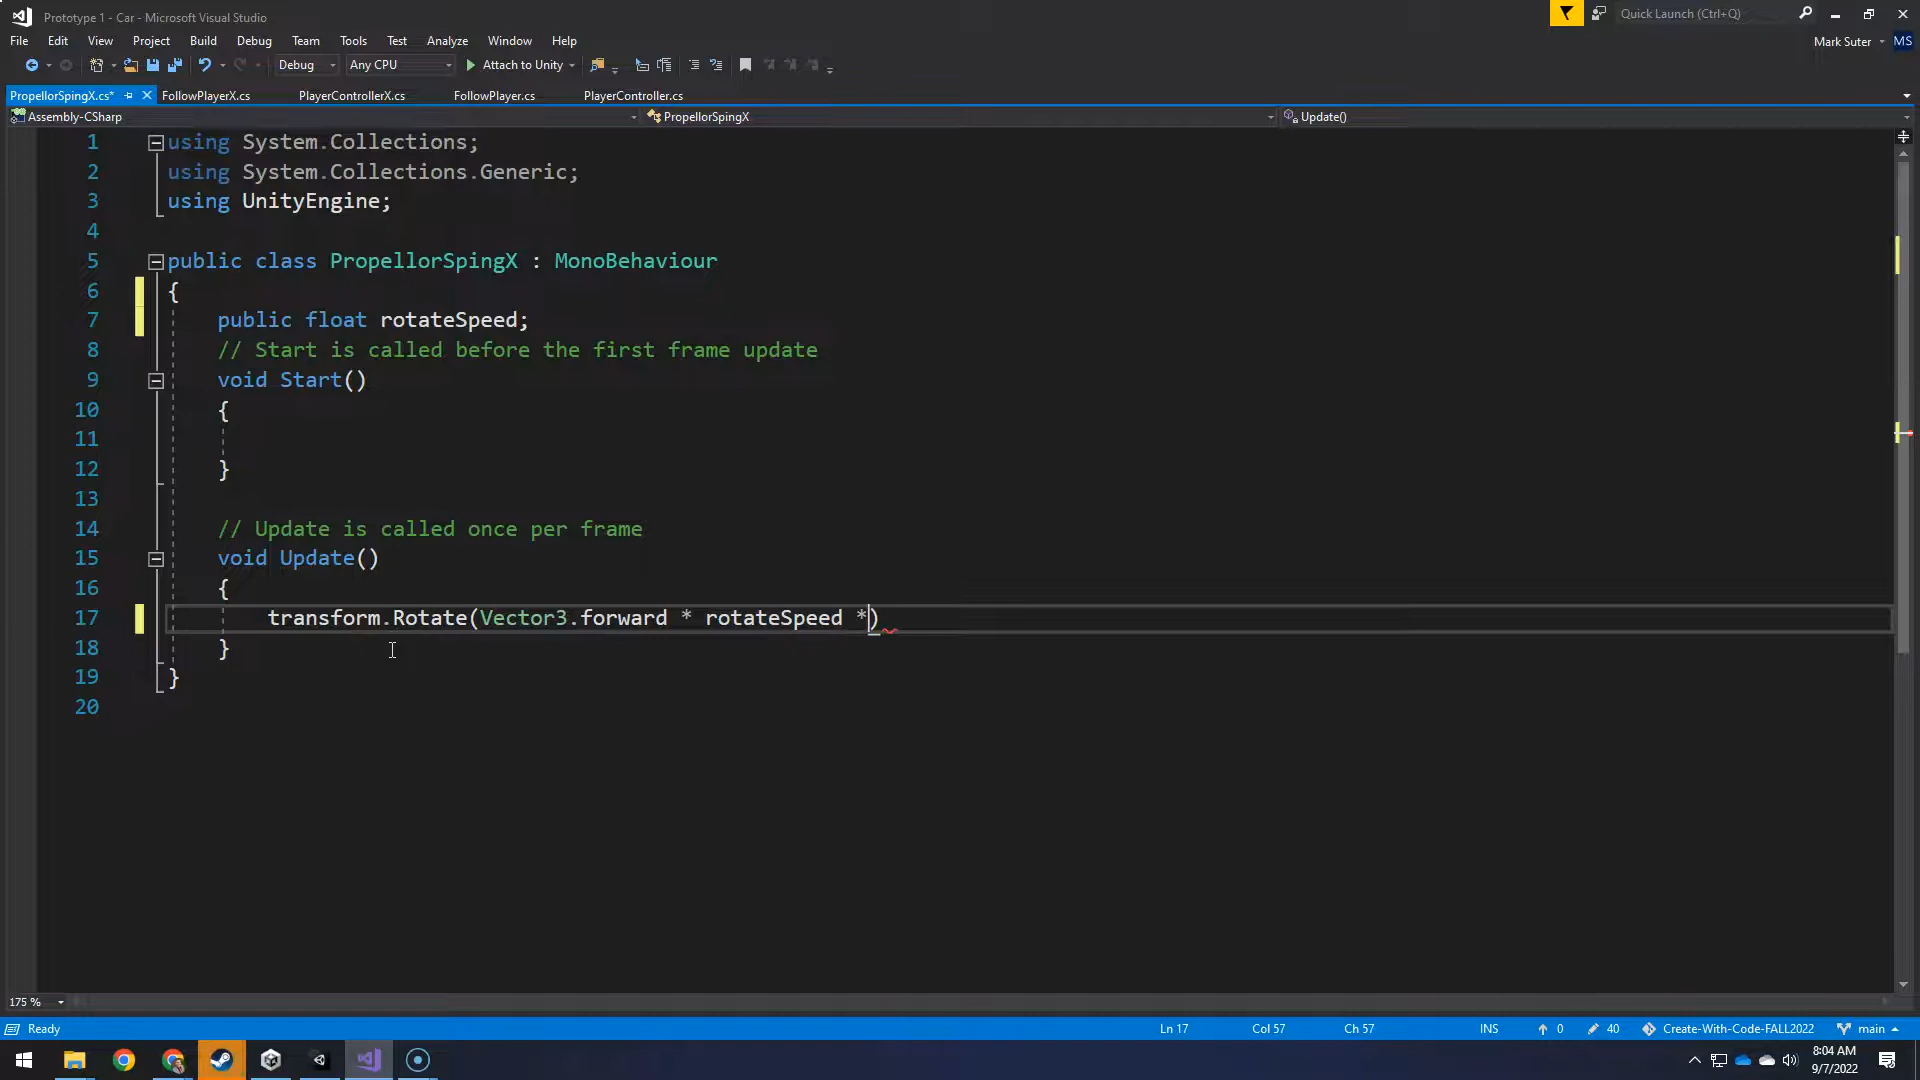 Prototype 1 - Car - Microsoft Visual Studio
Quick Launch (Ctrl+Q)
File Edit View Project Build Debug Team Tools Test Analyze Window Help
Mark Suter MS
Debug Any CPU Attach to Unity
PropellorSpingX.cs* FollowPlayerX.cs PlayerControllerX.cs FollowPlayer.cs PlayerController.cs
Assembly-CSharp PropellorSpingX Update()
1 using System.Collections;
2 using System.Collections.Generic;
3 using UnityEngine;
4
5 public class PropellorSpingX : MonoBehaviour
6 {
7 public float rotateSpeed;
8 // Start is called before the first frame update
9 void Start()
10 {
11
12 }
13
14 // Update is called once per frame
15 void Update()
16 {
17 transform.Rotate(Vector3.forward * rotateSpeed *)
18 }
19 }
20
175 %
Ready Ln 17 Col 57 Ch 57 INS 0 40 Create-With-Code-FALL2022 main
8:04 AM
9/7/2022